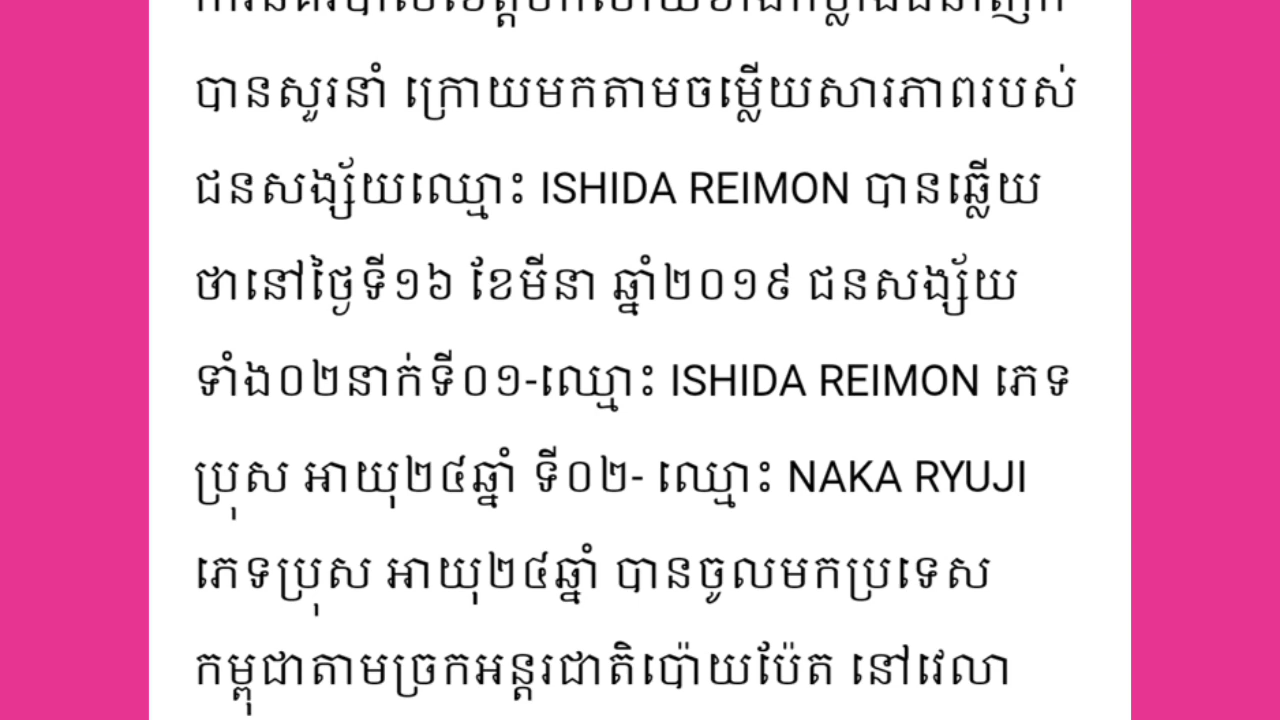 បានសួរនាំ ក្រោយមកតាមចម្លើយសារភាពរបស់
ជនសង្ស័យឈ្មោះ ISHIDA REIMON បានឆ្លើយ
ថានៅថ្ងៃទី១៦ ខែមីនា ឆ្នាំ២០១៩ ជនសង្ស័យ
ទាំង០២នាក់ទី០១-ឈ្មោះ ISHIDA REIMON ភេទ
ប្រុស អាយុ២៤ឆ្នាំ ទី០២- ឈ្មោះ NAKA RYUJI
ភេទប្រុស អាយុ២៤ឆ្នាំ បានចូលមកប្រទេស
កម្ពុជាតាមច្រកអន្តរជាតិប៉ោយប៉ែត នៅវេលា